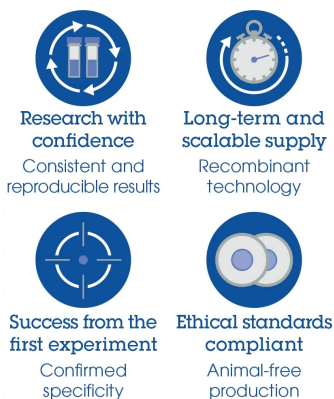 Research with
confidence
Consistent and
reproducible results
Long-term and
scalable supply
Recombinant
technology
Success from the
first experiment
Confirmed
specificity
Ethical standards
compliant
Animal-free
production